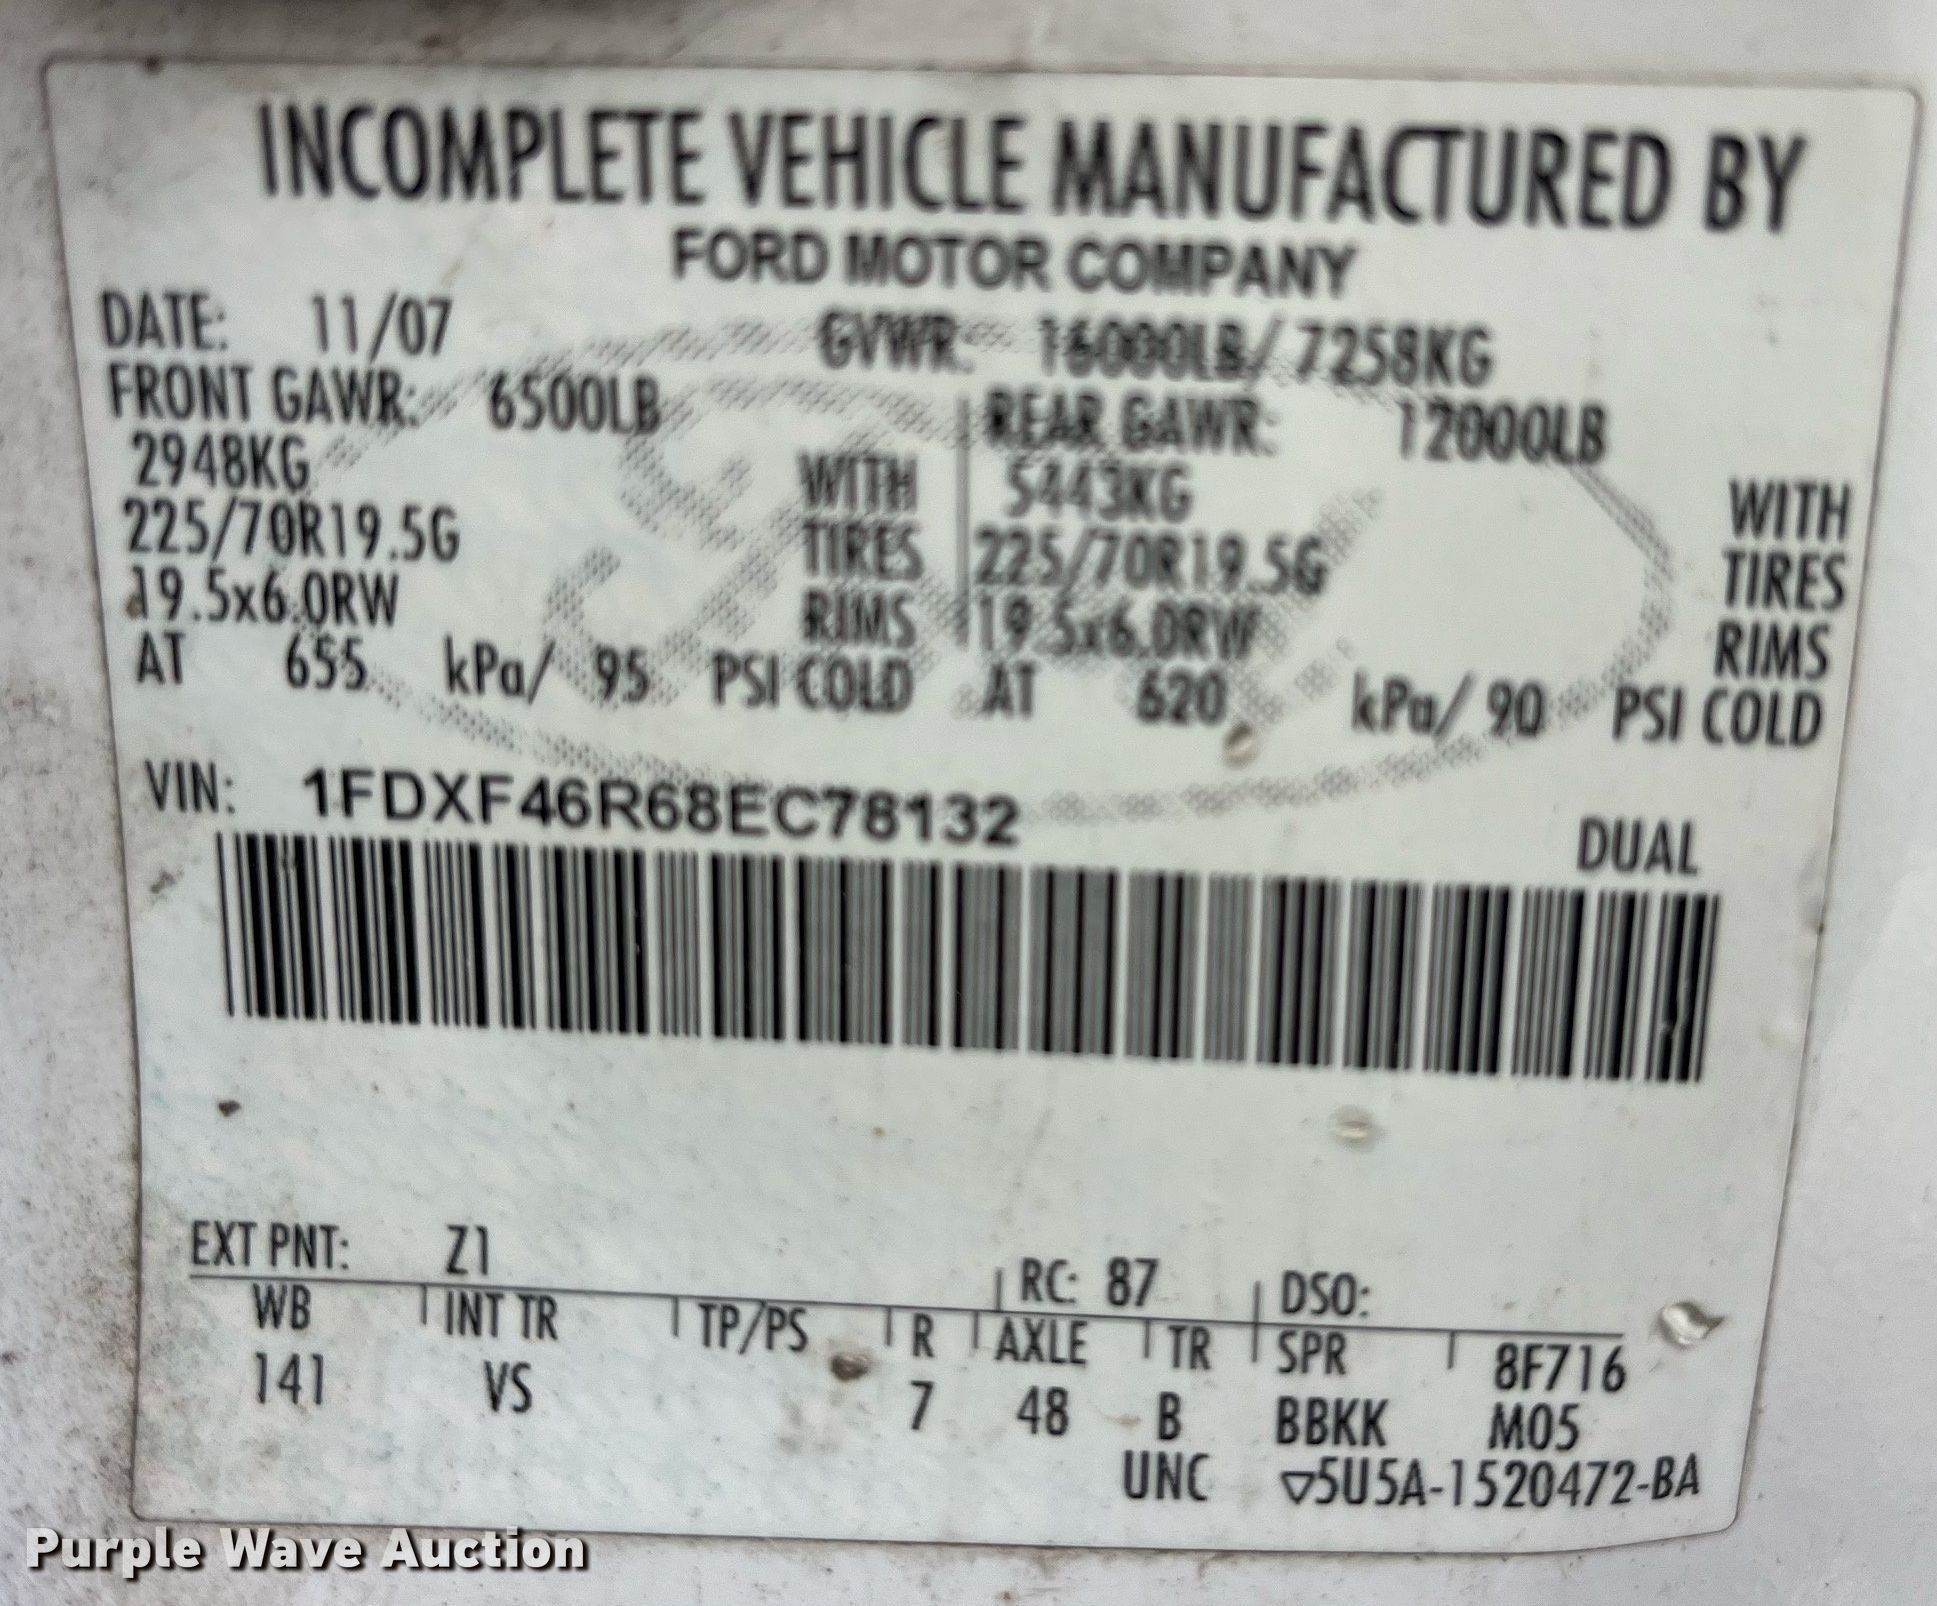 INCOMPLETE VEHICLE MANUFACTURED BY
FORD MOTOR COMPANY
DATE: 11/07 GVWR: 16000LB/ 7258KG
FRONT GAWR: 6500LB REAR GAWR: 12000LB
2948KG WITH 5443KG WITH
225/70R19.5G TIRES 225/70R19.5G TIRES
19.5x6.0RW RIMS 19.5x6.0RW RIMS
AT 655 kPa/ 95 PSI COLD AT 620 kPa/ 90 PSI COLD
VIN: 1FDXF46R68EC78132
DUAL
EXT PNT: Z1 RC: 87 DSO:
WB INT TR TP/PS R AXLE TR SPR 8F716
141 VS 7 48 B BBKK M05
UNC ▽5U5A-1520472-BA
Purple Wave Auction